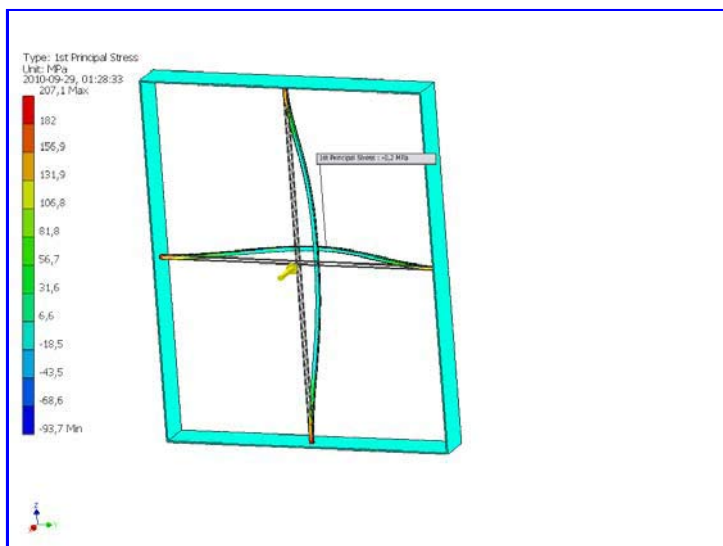 Type: 1st Principal Stress
Unit: MPa
2010-09-29, 01:28:33
207,1 Max
182
156,9
131,9
106,8
81,8
56,7
31,6
6,6
-18,5
-43,5
-68,6
-93,7 Min
1st Principal Stress : -0,2 MPa
Z
Y